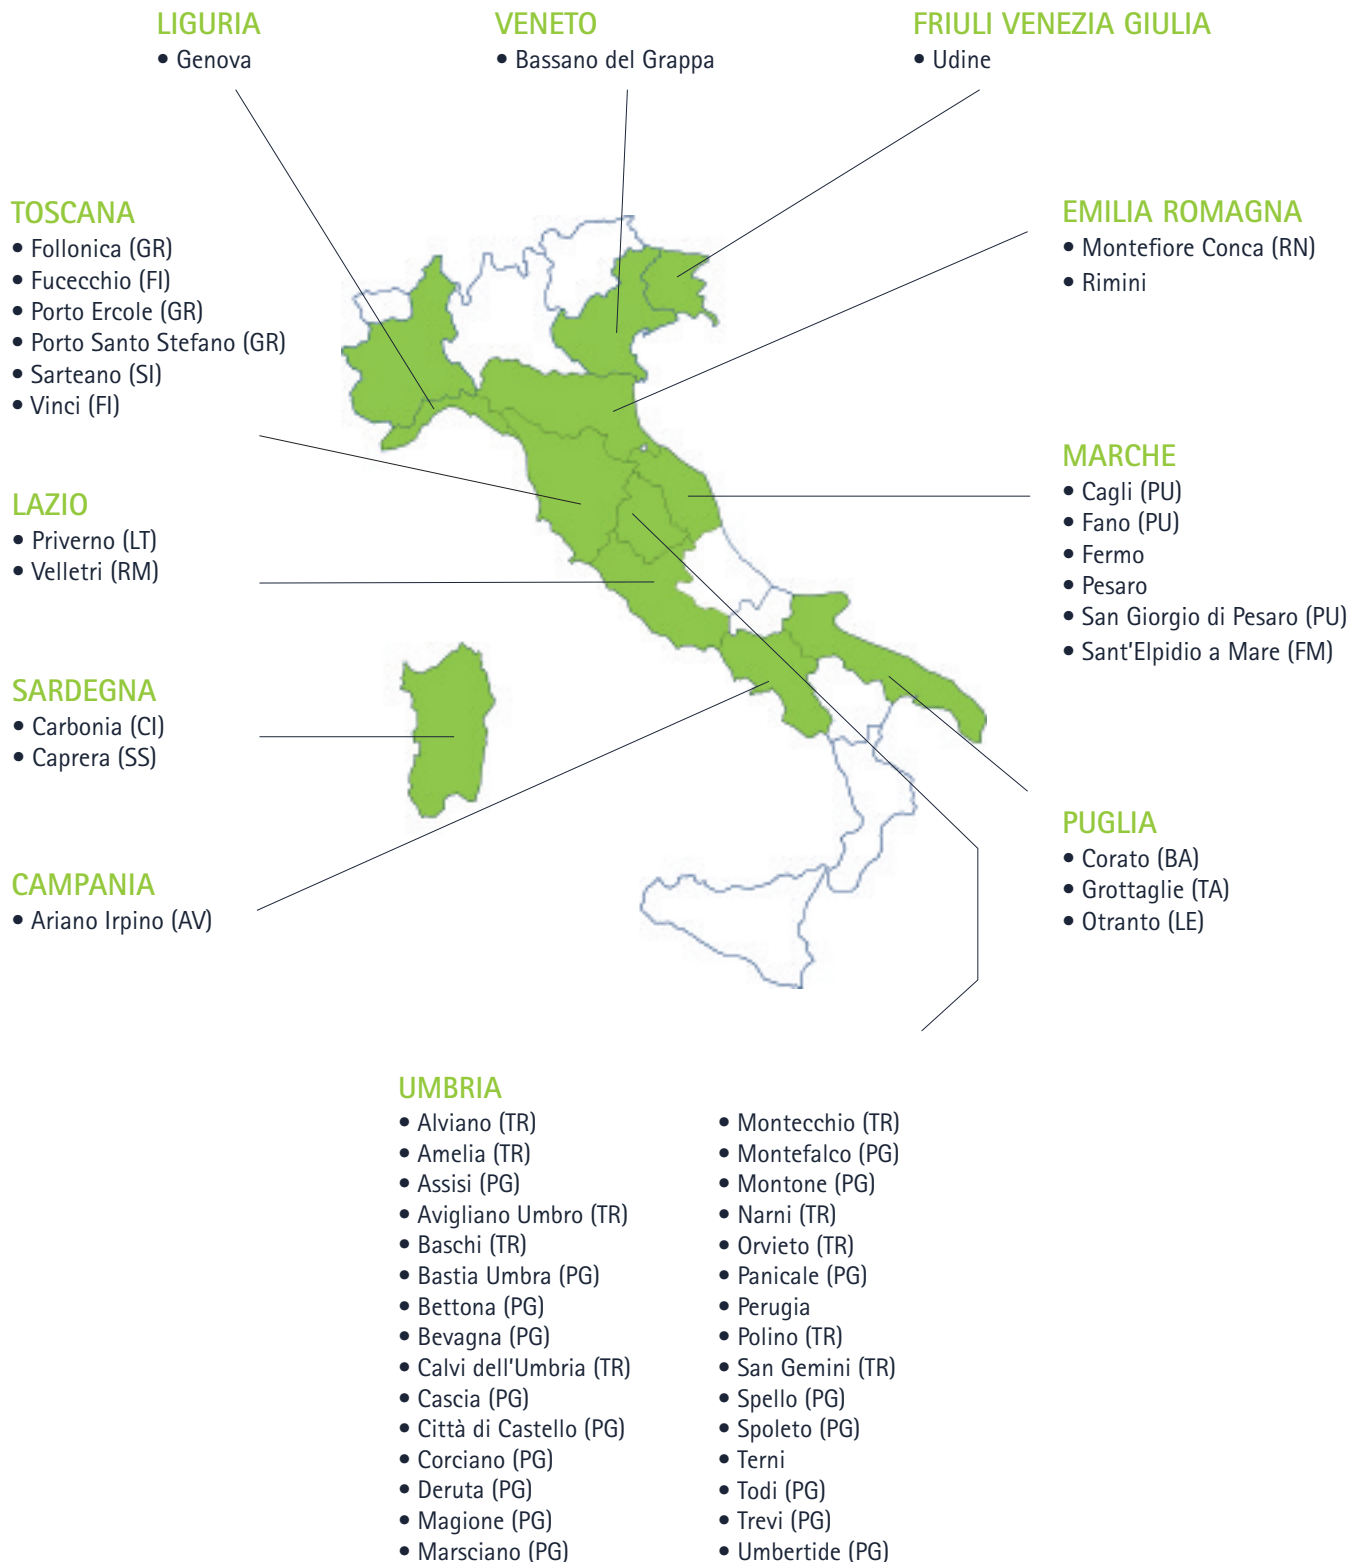 LIGURIA
• Genova
VENETO
• Bassano del Grappa
FRIULI VENEZIA GIULIA
• Udine
TOSCANA
• Follonica (GR)
• Fucecchio (FI)
• Porto Ercole (GR)
• Porto Santo Stefano (GR)
• Sarteano (SI)
• Vinci (FI)
EMILIA ROMAGNA
• Montefiore Conca (RN)
• Rimini
LAZIO
• Priverno (LT)
• Velletri (RM)
MARCHE
• Cagli (PU)
• Fano (PU)
• Fermo
• Pesaro
• San Giorgio di Pesaro (PU)
• Sant'Elpidio a Mare (FM)
SARDEGNA
• Carbonia (CI)
• Caprera (SS)
CAMPANIA
• Ariano Irpino (AV)
PUGLIA
• Corato (BA)
• Grottaglie (TA)
• Otranto (LE)
UMBRIA
• Alviano (TR)
• Amelia (TR)
• Assisi (PG)
• Avigliano Umbro (TR)
• Baschi (TR)
• Bastia Umbra (PG)
• Bettona (PG)
• Bevagna (PG)
• Calvi dell'Umbria (TR)
• Cascia (PG)
• Città di Castello (PG)
• Corciano (PG)
• Deruta (PG)
• Magione (PG)
• Marsciano (PG)
• Montecchio (TR)
• Montefalco (PG)
• Montone (PG)
• Narni (TR)
• Orvieto (TR)
• Panicale (PG)
• Perugia
• Polino (TR)
• San Gemini (TR)
• Spello (PG)
• Spoleto (PG)
• Terni
• Todi (PG)
• Trevi (PG)
• Umbertide (PG)